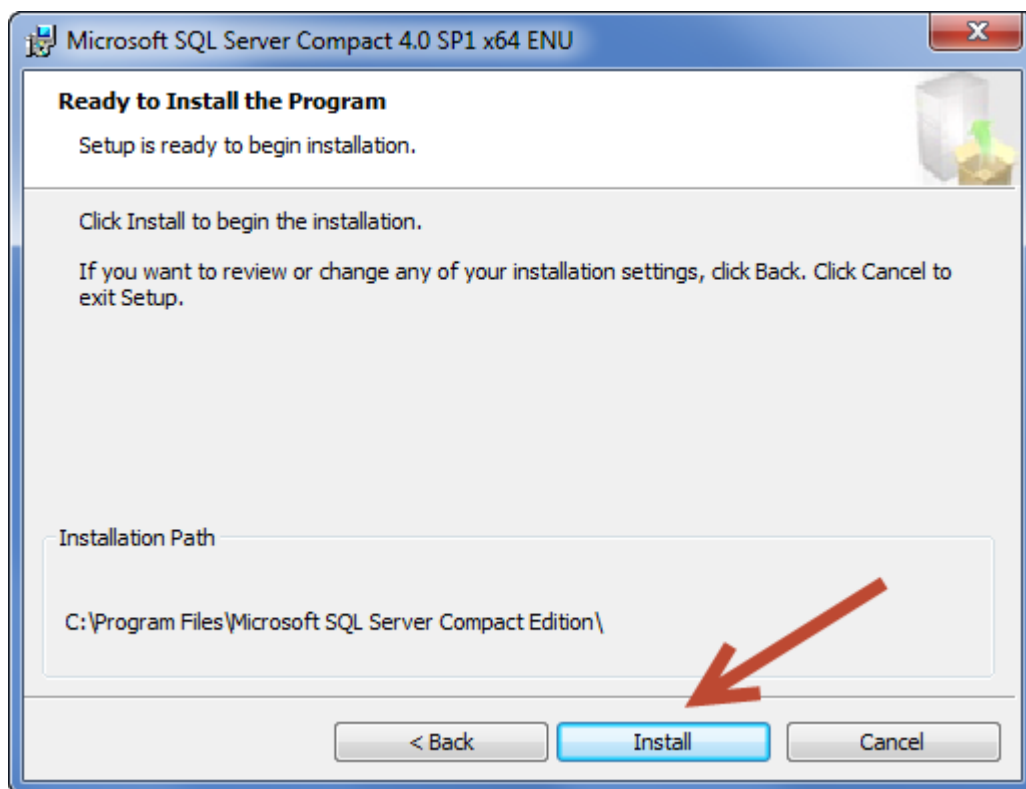 Microsoft SQL Server Compact 4.0 SP1 x64 ENU
Ready to Install the Program
Setup is ready to begin installation.
Click Install to begin the installation.
If you want to review or change any of your installation settings, click Back. Click Cancel to
exit Setup.
Installation Path
C:\Program Files\Microsoft SQL Server Compact Edition\
< Back
Install
Cancel